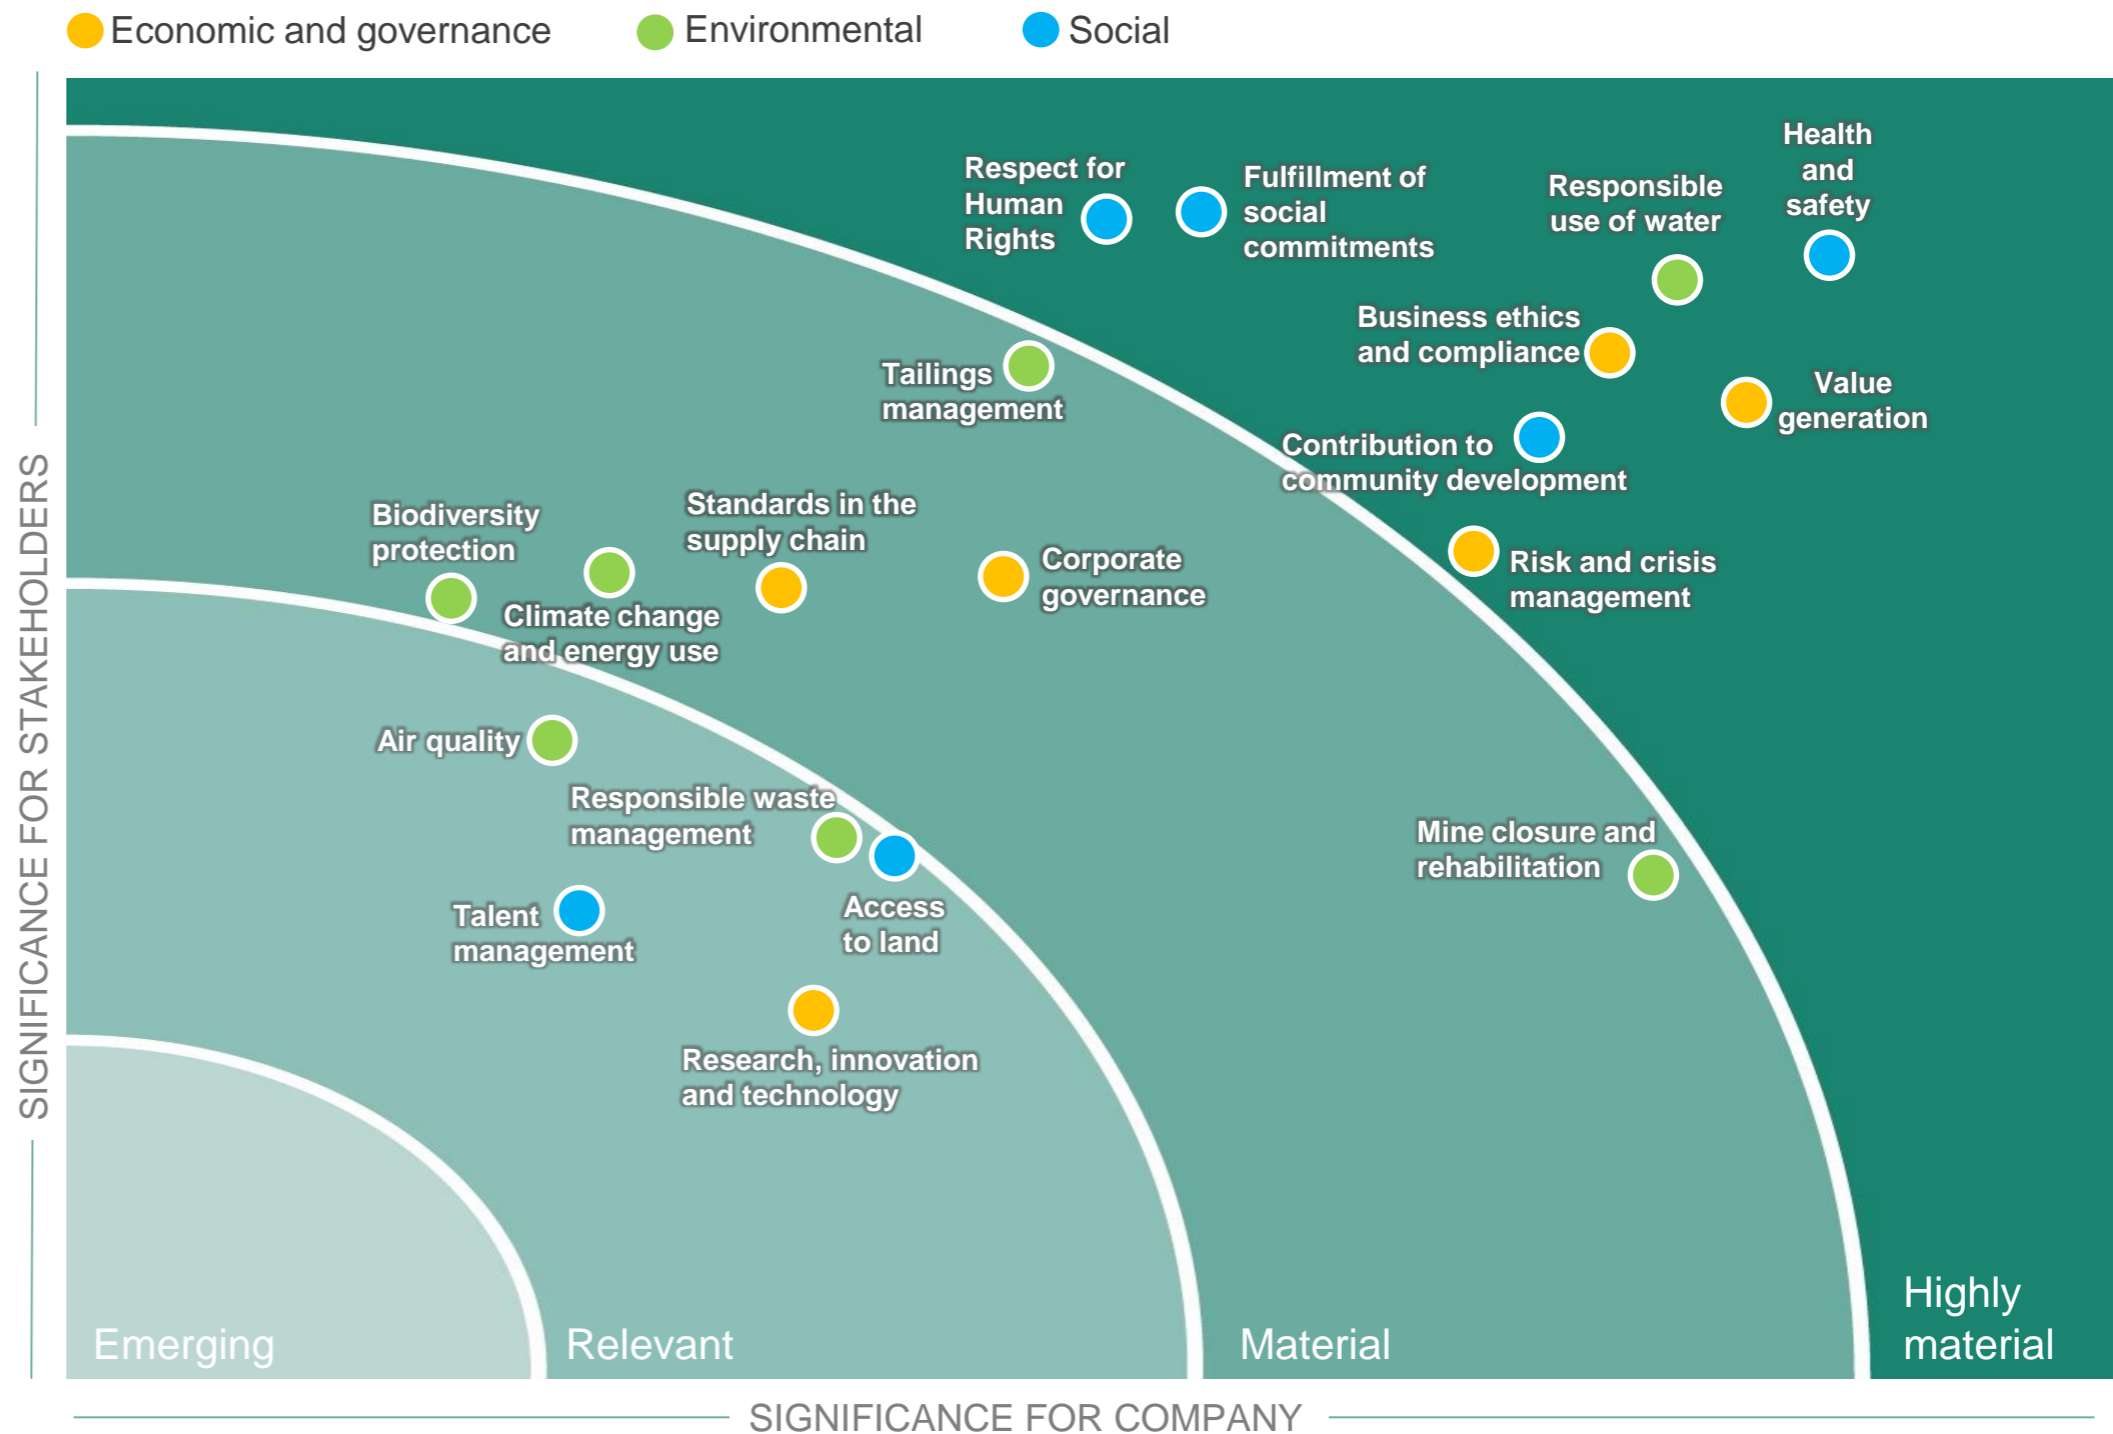 Economic and governance
Environmental
Social
SIGNIFICANCE FOR STAKEHOLDERS
Health
and
safety
Respect for
Human
Rights
Fulfillment of
social
commitments
Responsible
use of water
Business ethics
and compliance
Value
generation
Tailings
management
Contribution to
community development
Biodiversity
protection
Standards in the
supply chain
Corporate
governance
Risk and crisis
management
Climate change
and energy use
Air quality
Responsible waste
management
Mine closure and
rehabilitation
Talent
management
Access
to land
Research, innovation
and technology
Emerging
Relevant
Material
Highly
material
SIGNIFICANCE FOR COMPANY